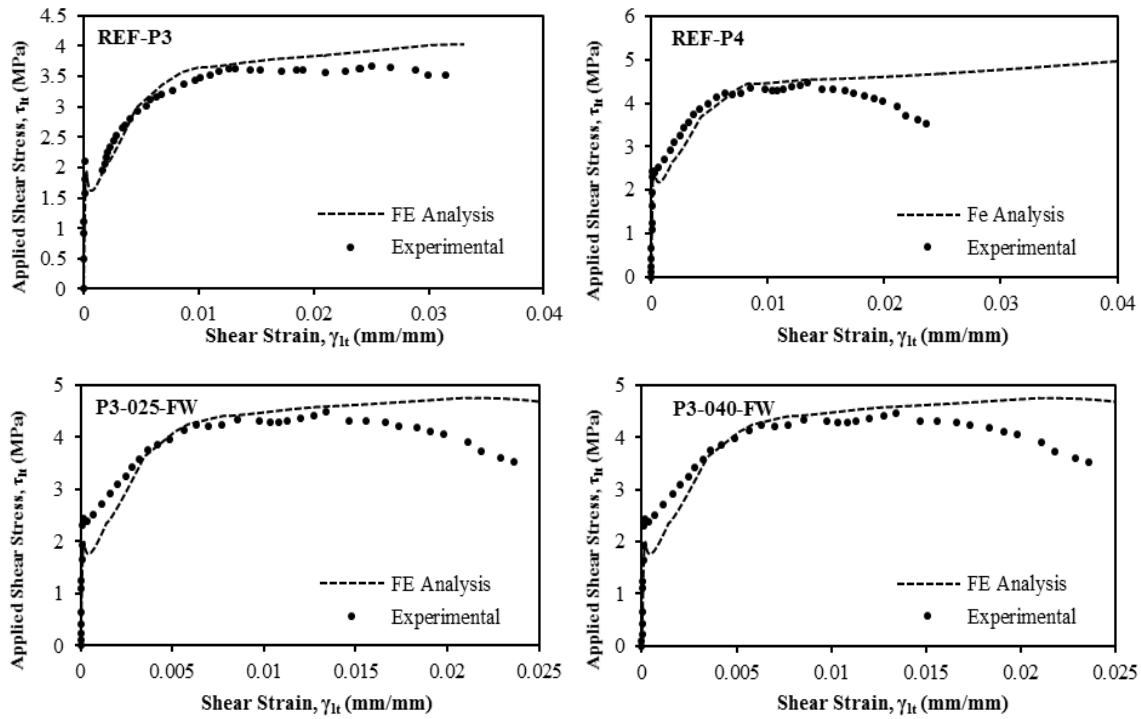 REF-P3
Applied Shear Stress, τlt (MPa)
4.5
4
3.5
3
2.5
2
1.5
1
0.5
0
FE Analysis
Experimental
0 0.01 0.02 0.03 0.04
Shear Strain, γlt (mm/mm)
REF-P4
Applied Shear Stress, τlt (MPa)
6
5
4
3
2
1
0
Fe Analysis
Experimental
0 0.01 0.02 0.03 0.04
Shear Strain, γlt (mm/mm)
P3-025-FW
Applied Shear Stress, τlt (MPa)
5
4
3
2
1
0
FE Analysis
Experimental
0 0.005 0.01 0.015 0.02 0.025
Shear Strain, γlt (mm/mm)
P3-040-FW
Applied Shear Stress, τlt (MPa)
5
4
3
2
1
0
FE Analysis
Experimental
0 0.005 0.01 0.015 0.02 0.025
Shear Strain, γlt (mm/mm)